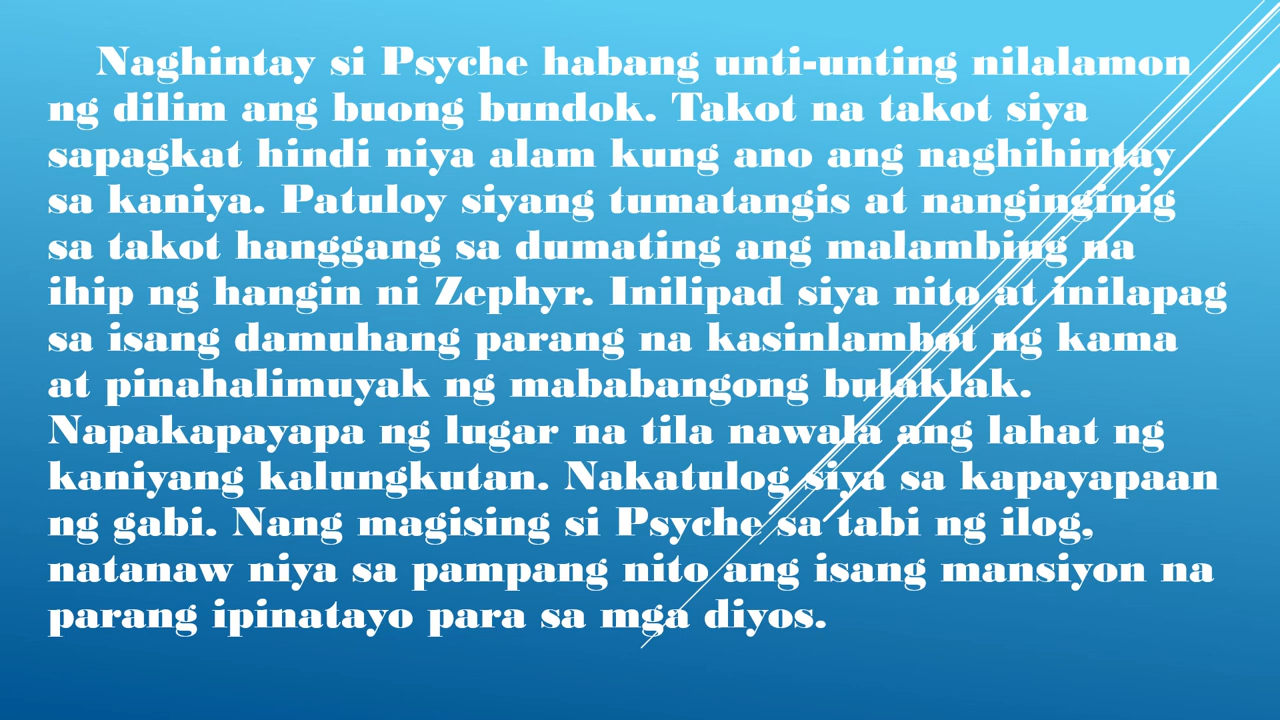 Naghintay si Psyche habang unti-unting nilalamon
ng dilim ang buong bundok. Takot na takot siya
sapagkat hindi niya alam kung ano ang naghihintay
sa kaniya. Patuloy siyang tumatangis at nanginginig
sa takot hanggang sa dumating ang malambing na
ihip ng hangin ni Zephyr. Inilipad siya nito at inilapag
sa isang damuhang parang na kasinlambot ng kama
at pinahalimuyak ng mababangong bulaklak.
Napakapayapa ng lugar na tila nawala ang lahat ng
kaniyang kalungkutan. Nakatulog siya sa kapayapaan
ng gabi. Nang magising si Psyche sa tabi ng ilog,
natanaw niya sa pampang nito ang isang mansiyon na
parang ipinatayo para sa mga diyos.